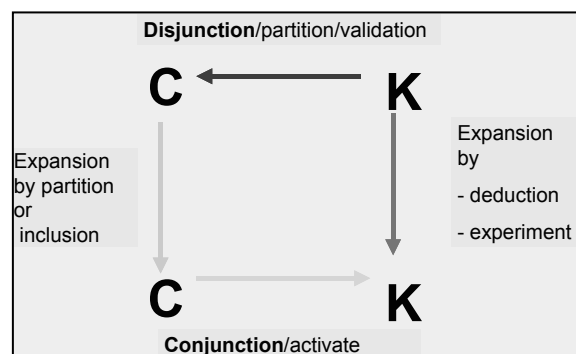 Disjunction/partition/validation
C
K
Expansion
by partition
or
inclusion
Expansion
by
- deduction
- experiment
C
K
Conjunction/activate